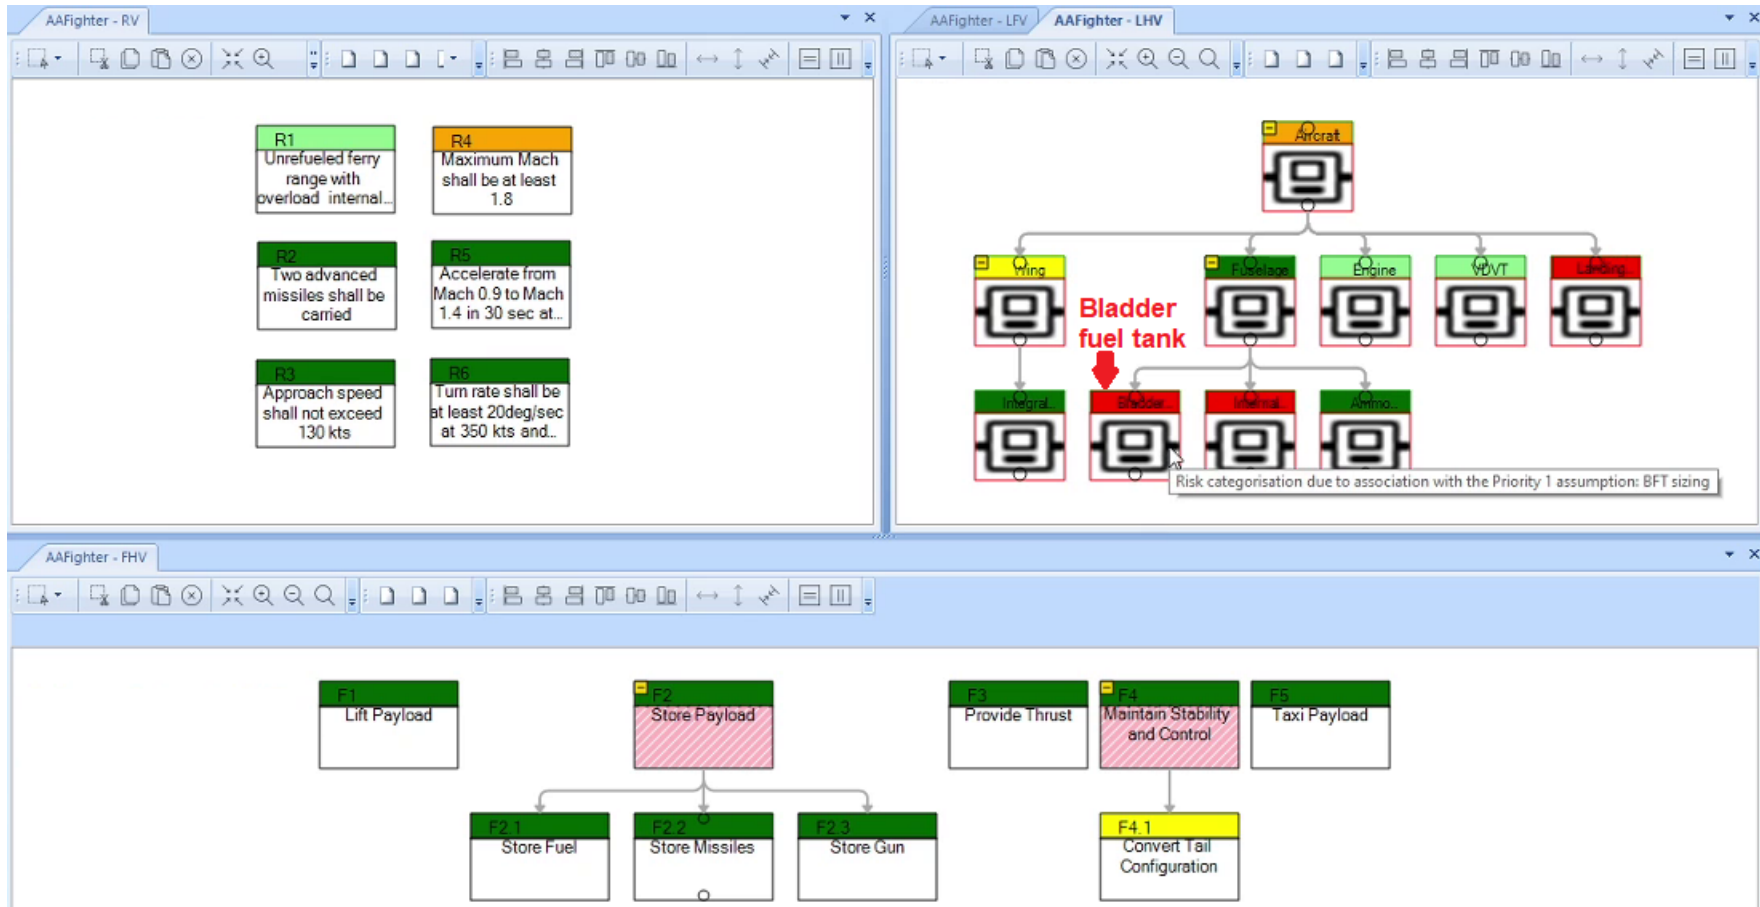 AAFighter - RV
AAFighter - LFV
AAFighter - LHV
R1
Unrefueled ferry
range with
overload internal...
R4
Maximum Mach
shall be at least
1.8
R2
Two advanced
missiles shall be
carried
R5
Accelerate from
Mach 0.9 to Mach
1.4 in 30 sec at...
R3
Approach speed
shall not exceed
130 kts
R6
Turn rate shall be
at least 20deg/sec
at 350 kts and...
Aircraft
Wing
Fuselage
Engine
VDVT
Landing...
Bladder
fuel tank
Integral...
Bladder...
Internal...
Ammo...
Risk categorisation due to association with the Priority 1 assumption: BFT sizing
AAFighter - FHV
F1
Lift Payload
F2
Store Payload
F3
Provide Thrust
F4
Maintain Stability
and Control
F5
Taxi Payload
F2.1
Store Fuel
F2.2
Store Missiles
F2.3
Store Gun
F4.1
Convert Tail
Configuration